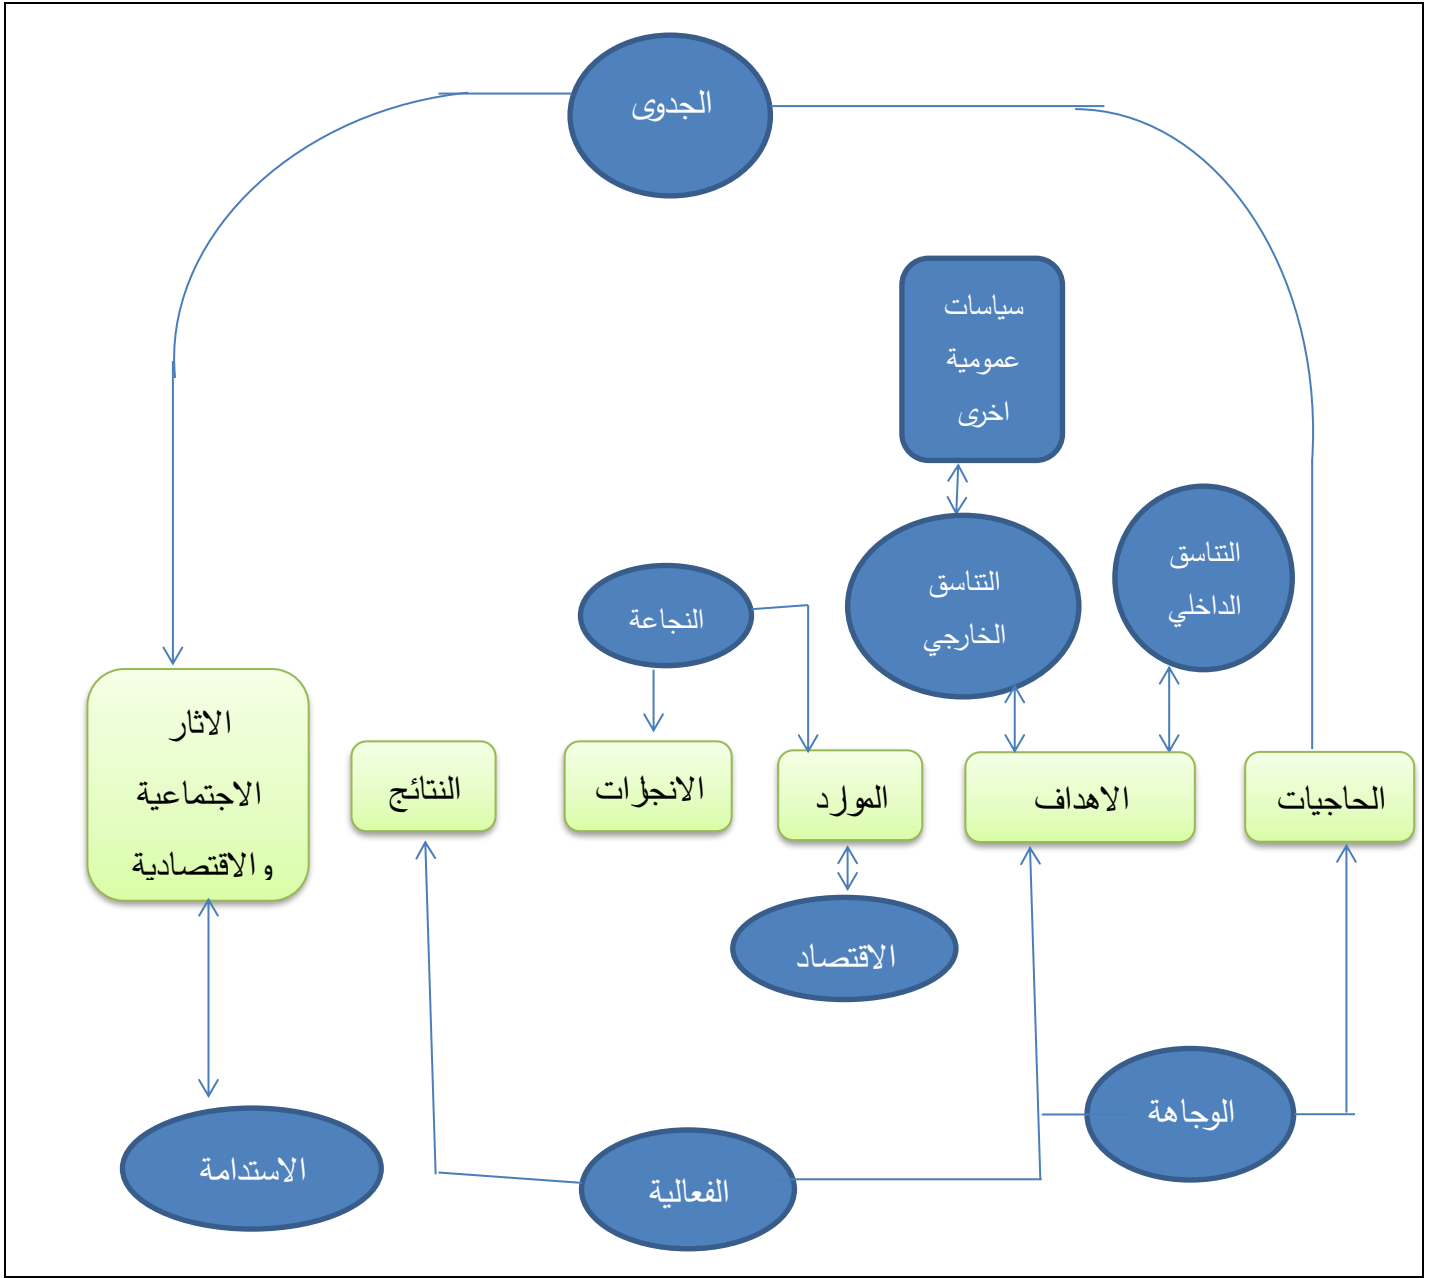 الجدوى
سياسات
عمومية
اخرى
التناسق
الداخلي
التناسق
الخارجي
النجاعة
الحاجيات
الاهداف
الموارد
الانجازات
النتائج
الاثار
الاجتماعية
والاقتصادية
الاقتصاد
الوجاهة
الفعالية
الاستدامة